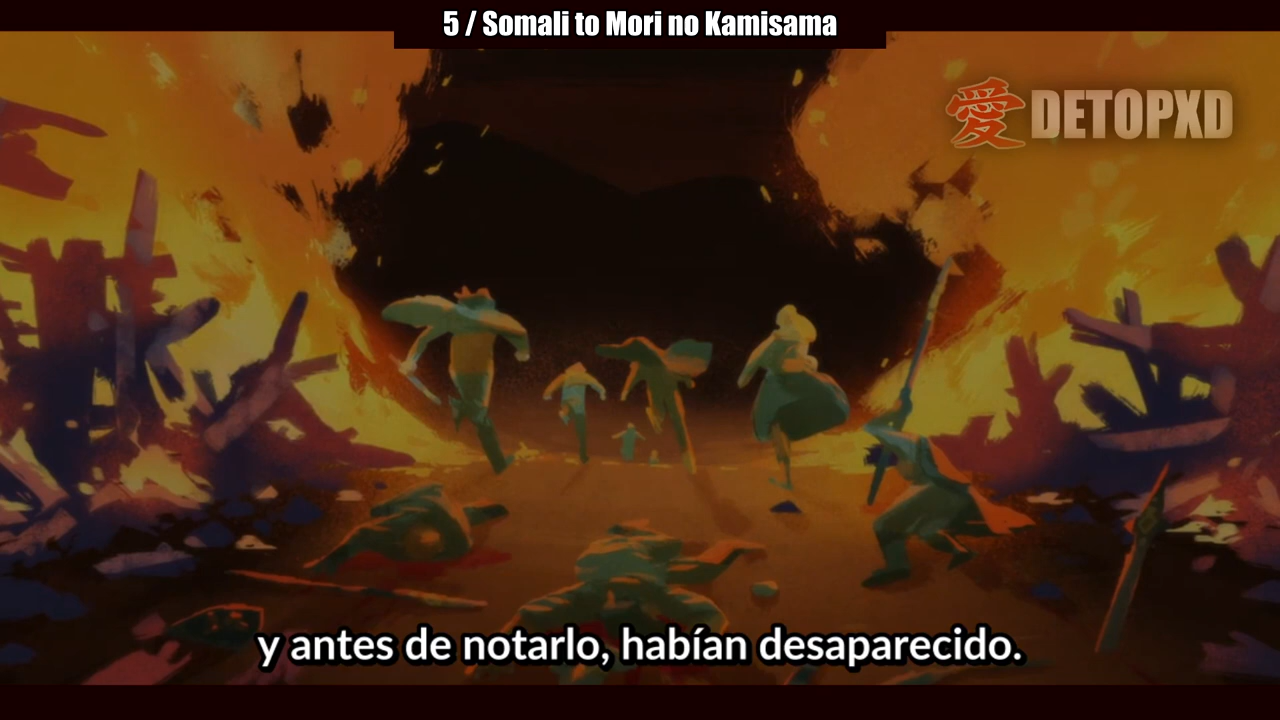 5 / Somali to Mori no Kamisama
愛 DETOPXD
y antes de notarlo, habían desaparecido.